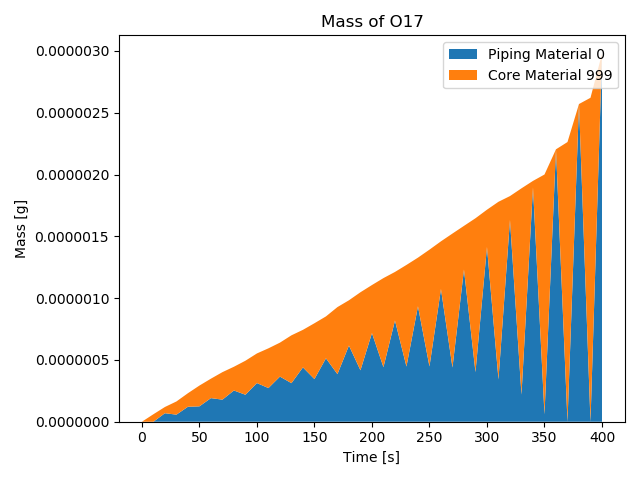 Mass of O17
Piping Material 0
Core Material 999
0.0000030
0.0000025
0.0000020
0.0000015
0.0000010
0.0000005
0.0000000
Mass [g]
0 50 100 150 200 250 300 350 400
Time [s]